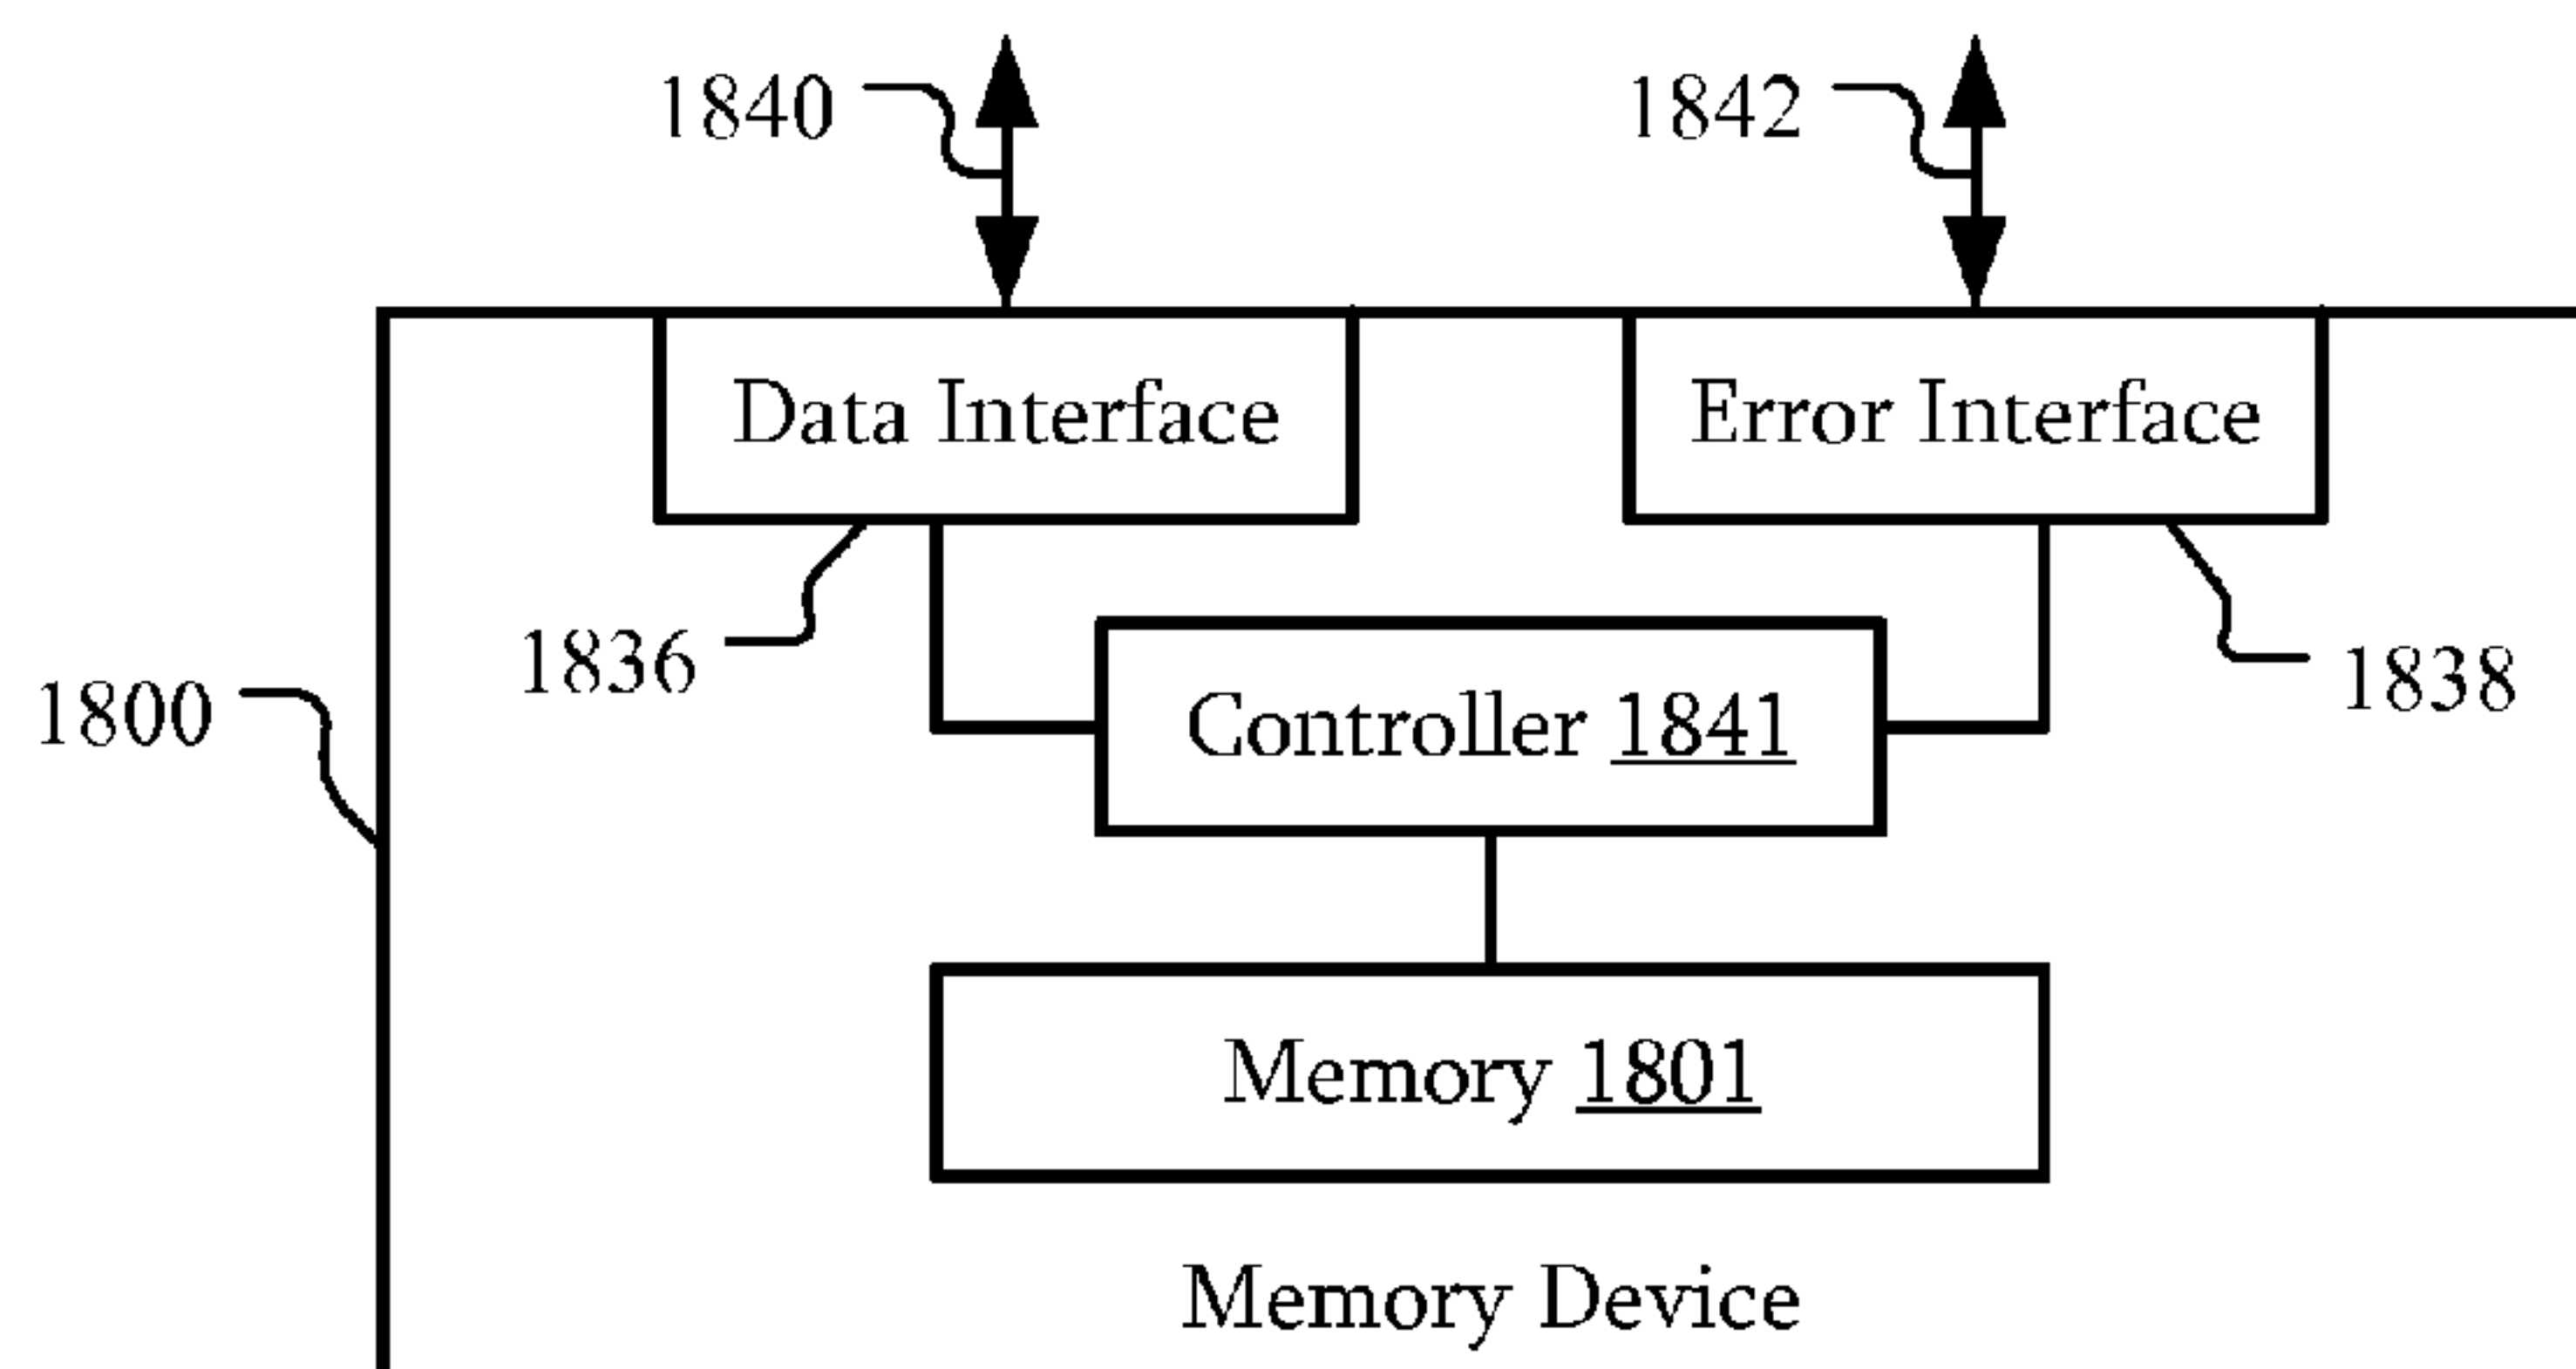 1840
1842
Data Interface
Error Interface
1836
1838
1800
Controller 1841
Memory 1801
Memory Device